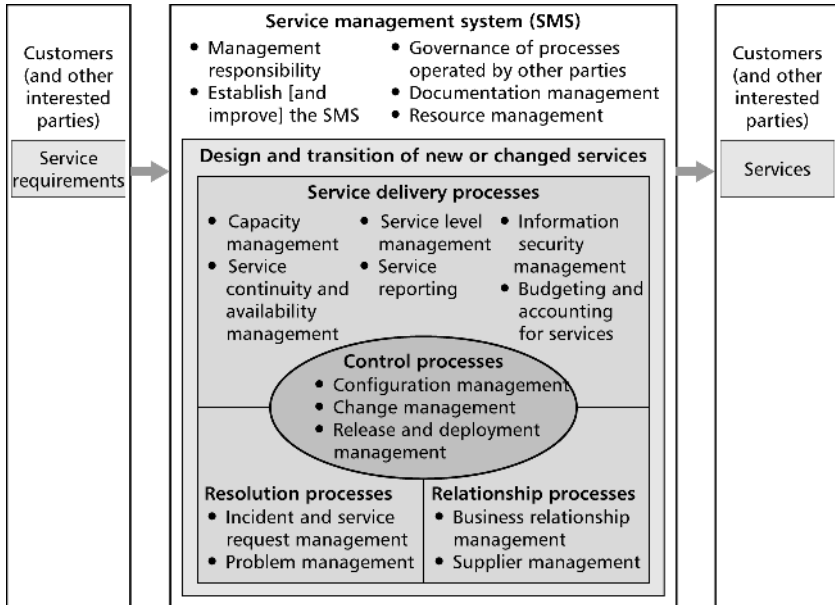 Customers
(and other
interested
parties)
Service
requirements
Service management system (SMS)
• Management
responsibility
• Establish [and
improve] the SMS
• Governance of processes
operated by other parties
• Documentation management
• Resource management
Design and transition of new or changed services
Service delivery processes
• Capacity
management
• Service
continuity and
availability
management
• Service level
management
• Service
reporting
• Information
security
management
• Budgeting and
accounting
for services
Control processes
• Configuration management
• Change management
• Release and deployment
management
Resolution processes
• Incident and service
request management
• Problem management
Relationship processes
• Business relationship
management
• Supplier management
Customers
(and other
interested
parties)
Services